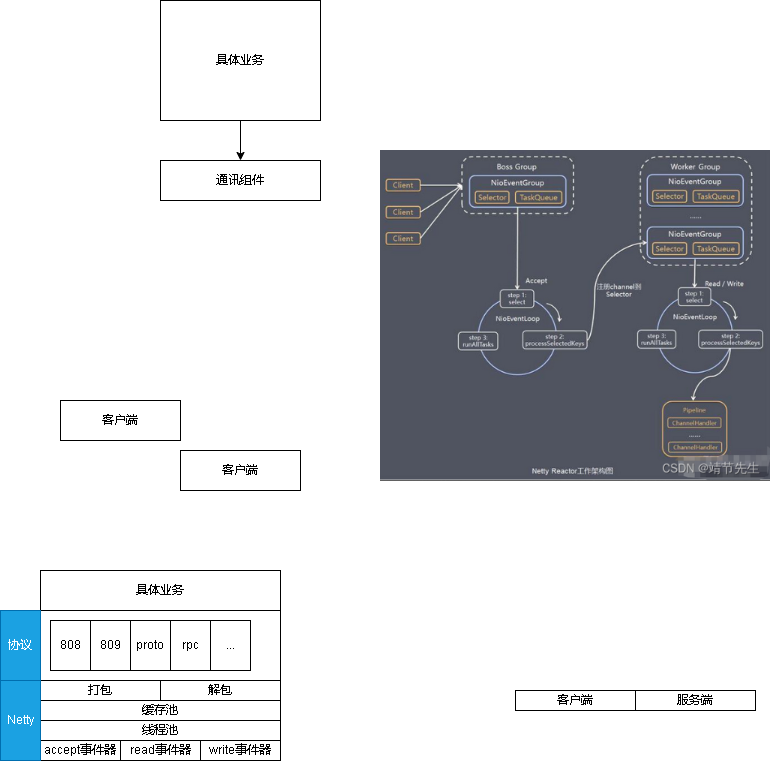 具体业务
通讯组件
Boss Group
NioEventGroup
Selector
TaskQueue
Client
Client
Client
Worker Group
NioEventGroup
Selector
TaskQueue
......
NioEventGroup
Selector
TaskQueue
Accept
step 1:
select
NioEventLoop
step 2:
processSelectedKeys
step 3:
runAllTasks
注册channel到
Selector
Read / Write
step 1:
select
NioEventLoop
step 2:
processSelectedKeys
step 3:
runAllTasks
Pipeline
ChannelHandler
......
ChannelHandler
Netty Reactor工作架构图
CSDN @靖节先生
客户端
客户端
具体业务
协议
808
809
proto
rpc
...
Netty
打包
解包
缓存池
线程池
accept事件器
read事件器
write事件器
客户端
服务端